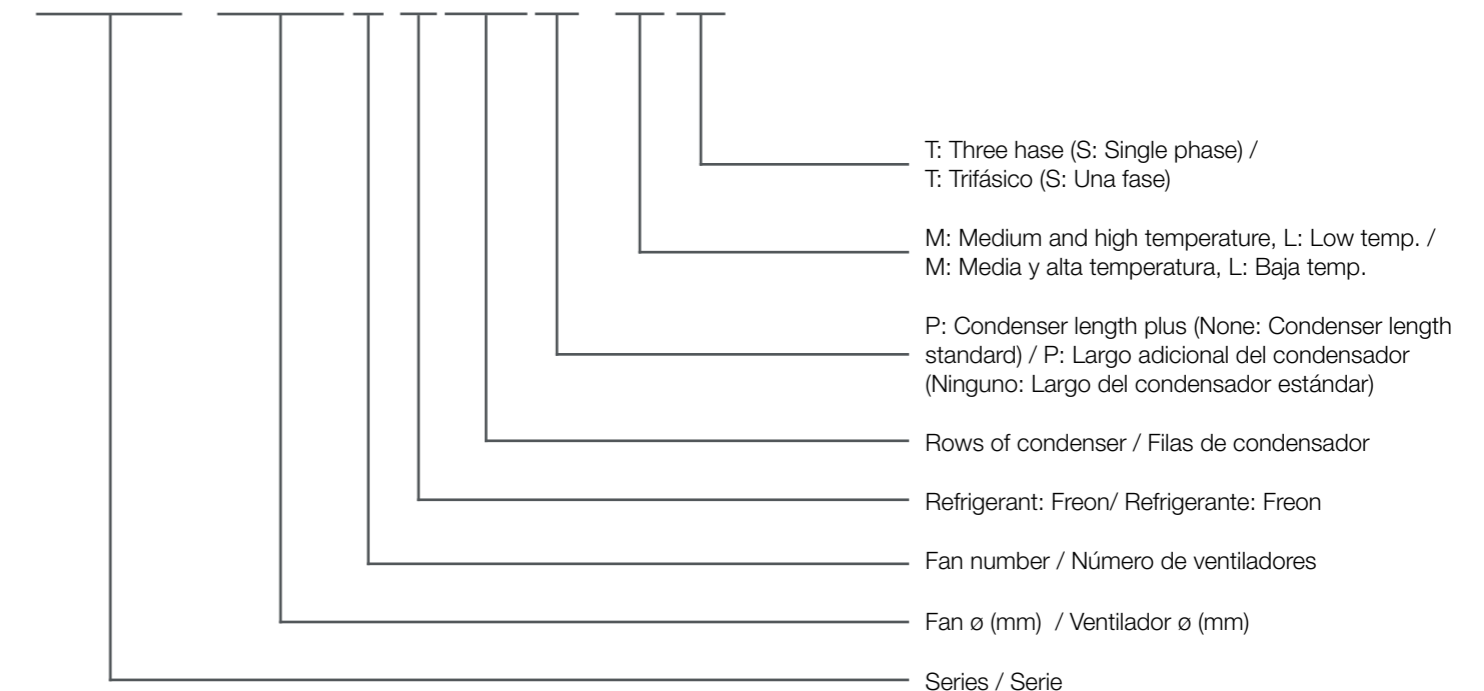 T: Three hase (S: Single phase) /
T: Trifásico (S: Una fase)
M: Medium and high temperature, L: Low temp. /
M: Media y alta temperatura, L: Baja temp.
P: Condenser length plus (None: Condenser length
standard) / P: Largo adicional del condensador
(Ninguno: Largo del condensador estándar)
Rows of condenser / Filas de condensador
Refrigerant: Freon/ Refrigerante: Freon
Fan number / Número de ventiladores
Fan ø (mm) / Ventilador ø (mm)
Series / Serie